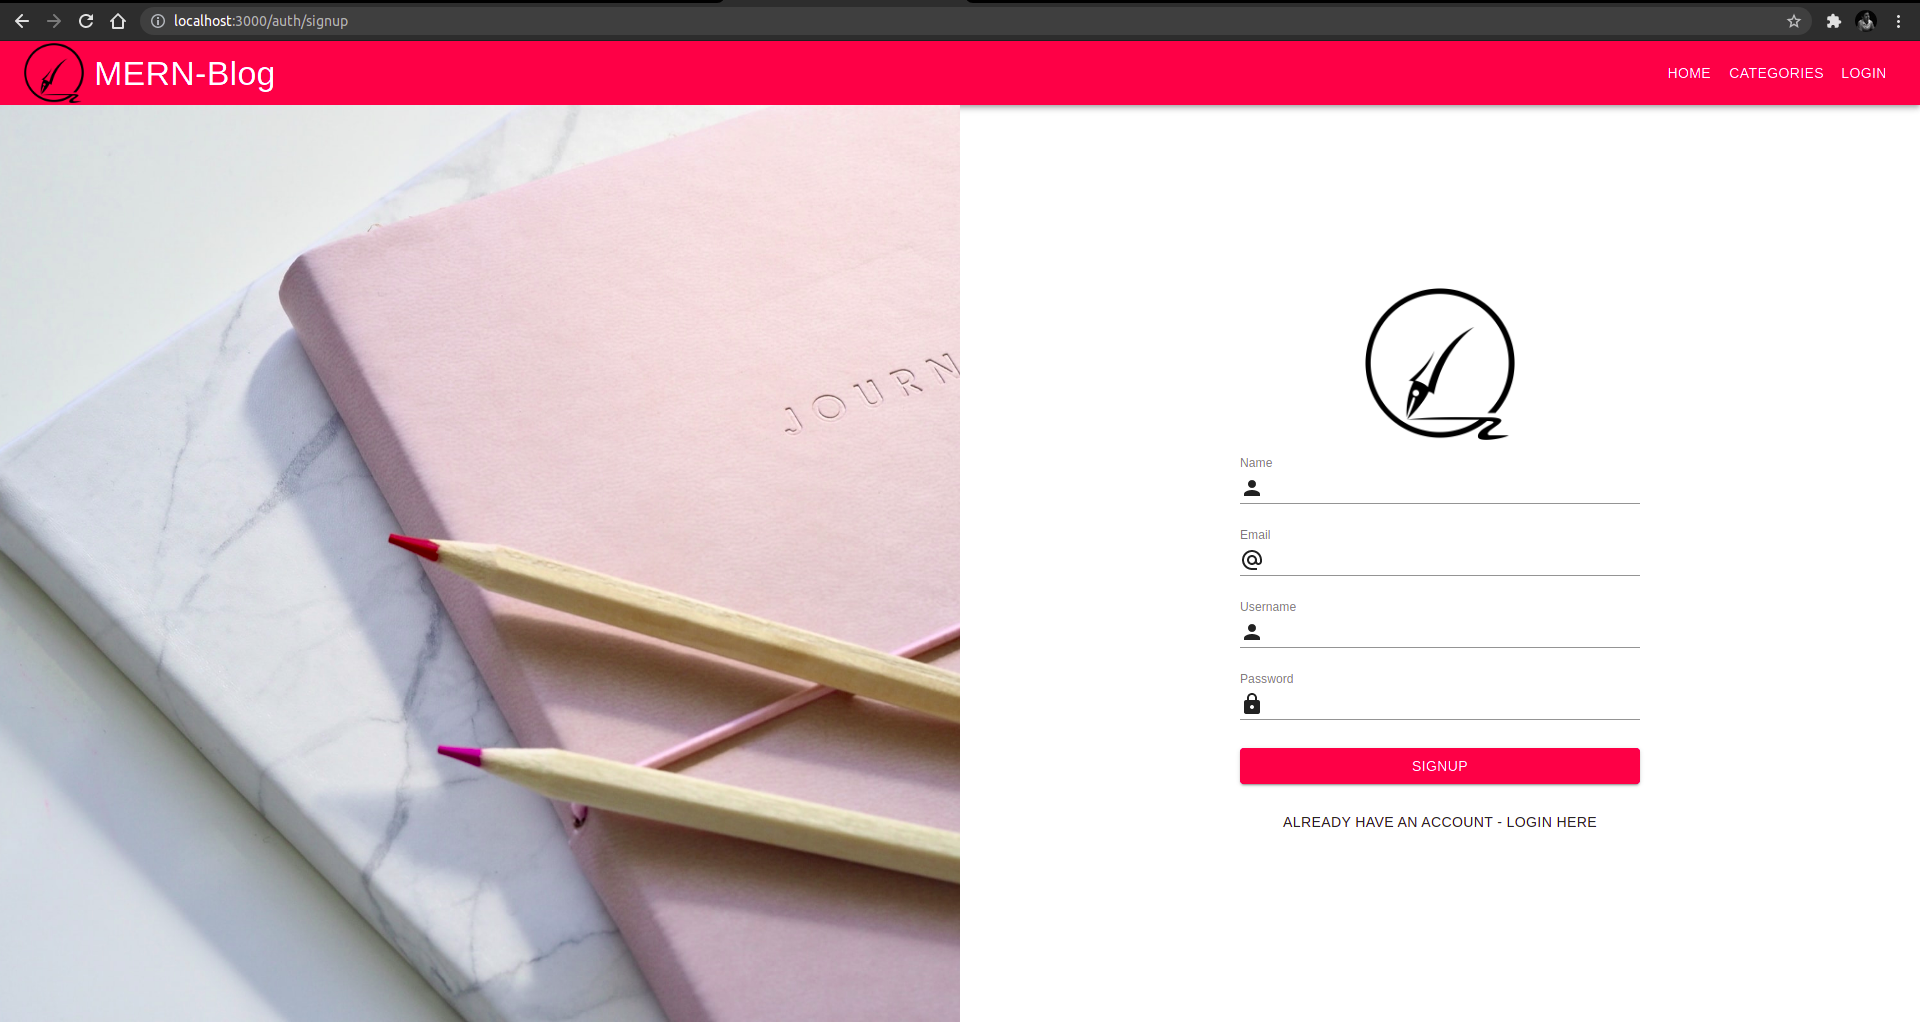 localhost:3000/auth/signup
MERN-Blog
HOME CATEGORIES LOGIN
JOURN
Name
Email
Username
Password
SIGNUP
ALREADY HAVE AN ACCOUNT - LOGIN HERE